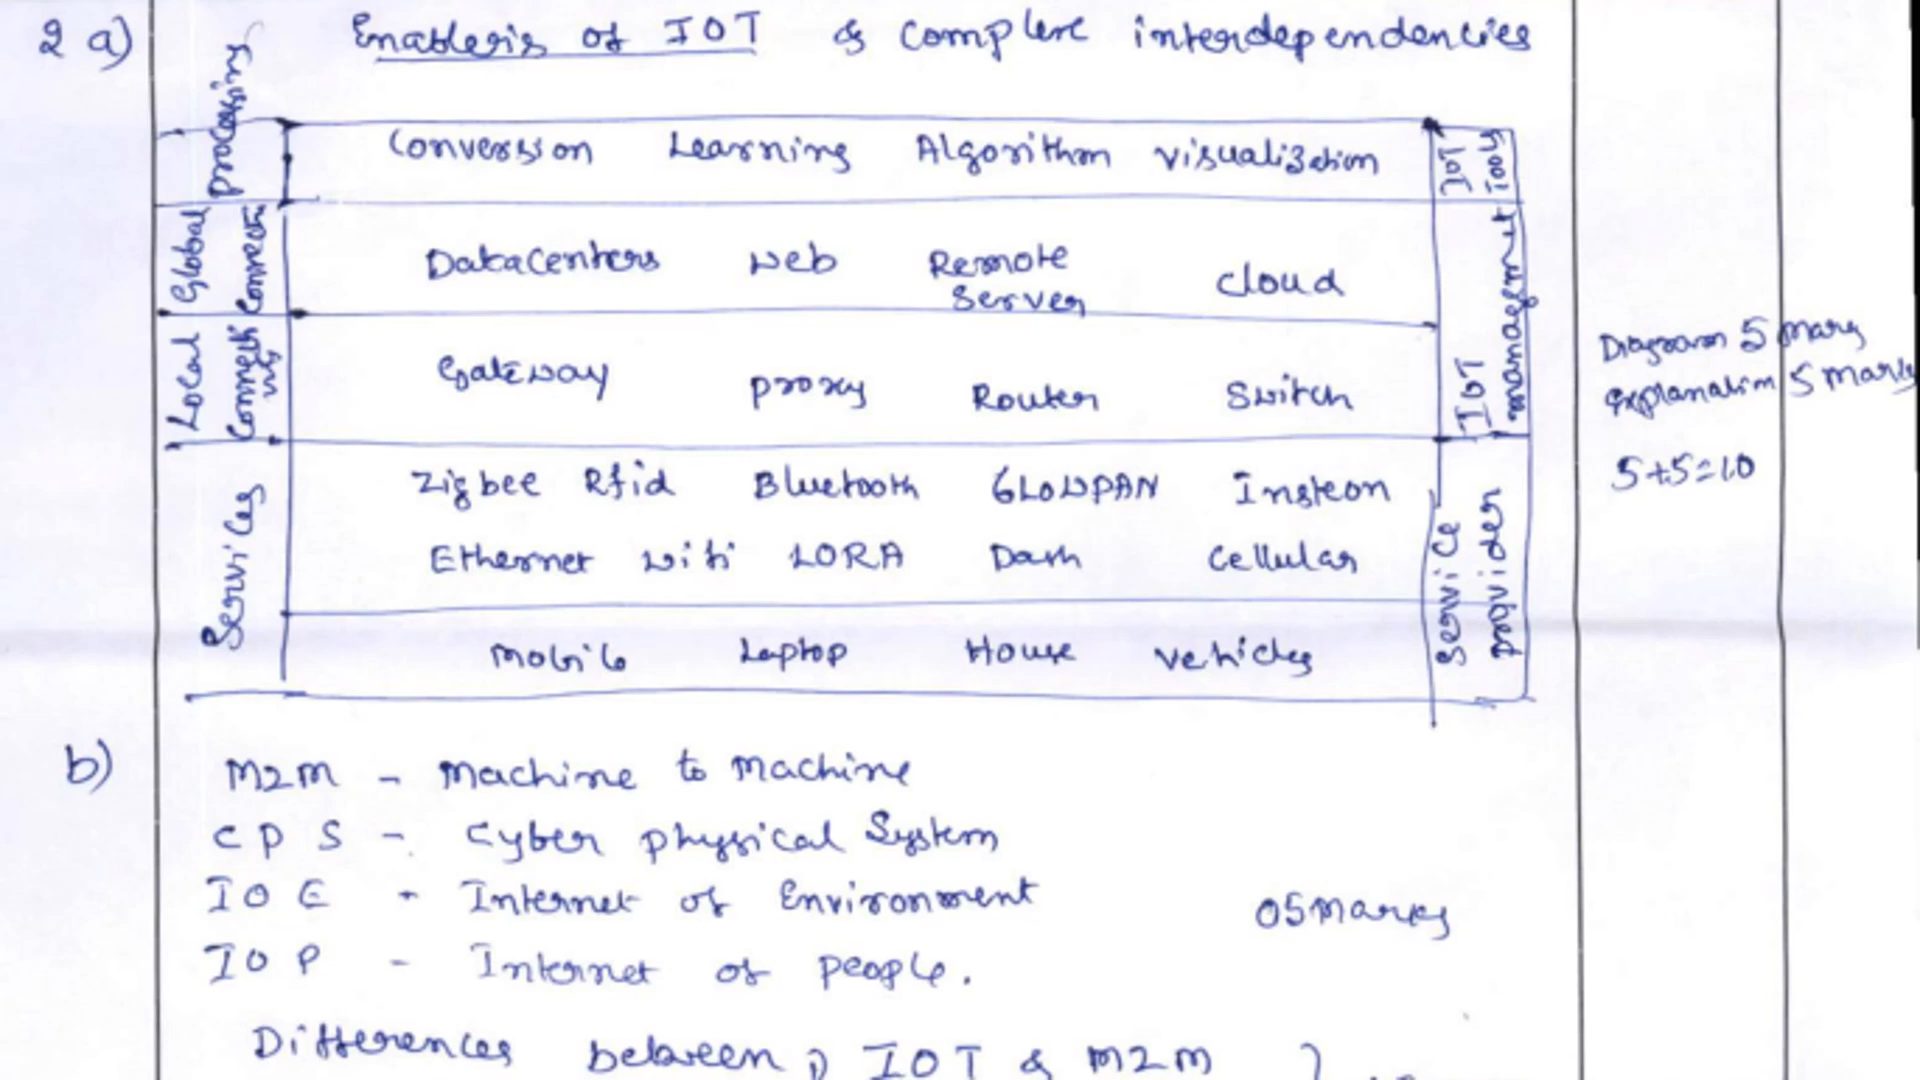 2 a) Enablers of IOT & complex interdependencies
Processing
Conversion Learning Algorithm Visualization
IoT tools
Global Connecti
Datacenters Web Remote Server Cloud
Local Connecti vity
Gateway Proxy Router Switch
IoT management
Diagram 5 Marks
Explanation 5 Marks
5+5=10
Services
Zigbee Rfid Bluetooth 6LOWPAN Insteon
Ethernet Wifi LORA Dash Cellular
Mobile Laptop House Vehicles
Service provider
b) M2M - Machine to Machine
CPS - Cyber physical System
IOE - Internet of Environment
05 Marks
IOP - Internet of people.
Differences between i) IOT & M2M